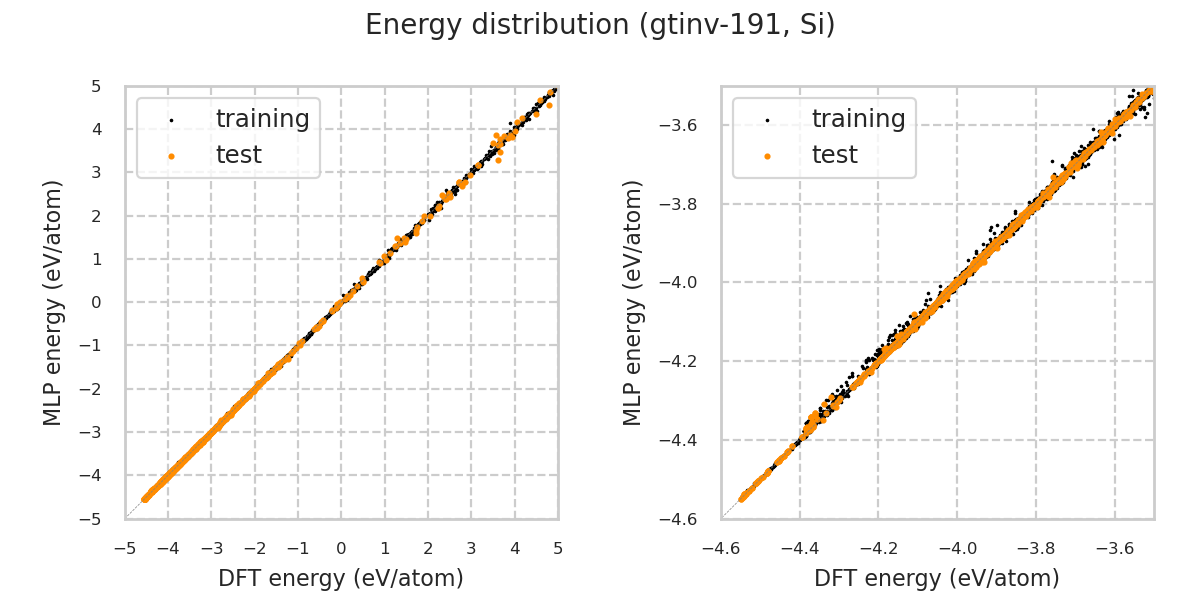 Energy distribution (gtinv-191, Si)
training
test
MLP energy (eV/atom)
5
4
3
2
1
0
−1
−2
−3
−4
−5
−5 −4 −3 −2 −1 0 1 2 3 4 5
DFT energy (eV/atom)
training
test
MLP energy (eV/atom)
−3.6
−3.8
−4.0
−4.2
−4.4
−4.6
−4.6 −4.4 −4.2 −4.0 −3.8 −3.6
DFT energy (eV/atom)